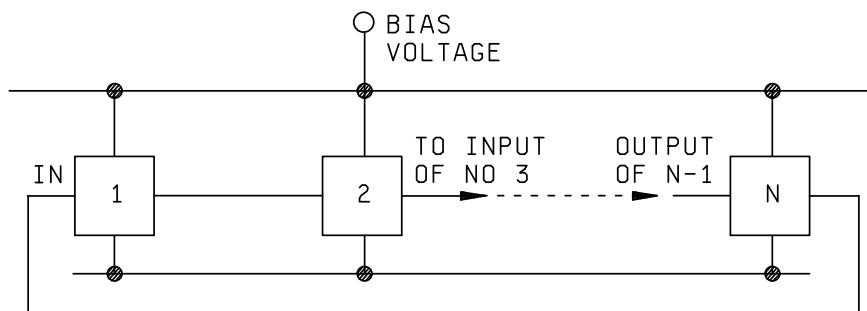 BIAS
VOLTAGE
TO INPUT
OF NO 3
OUTPUT
OF N-1
IN
1
2
N